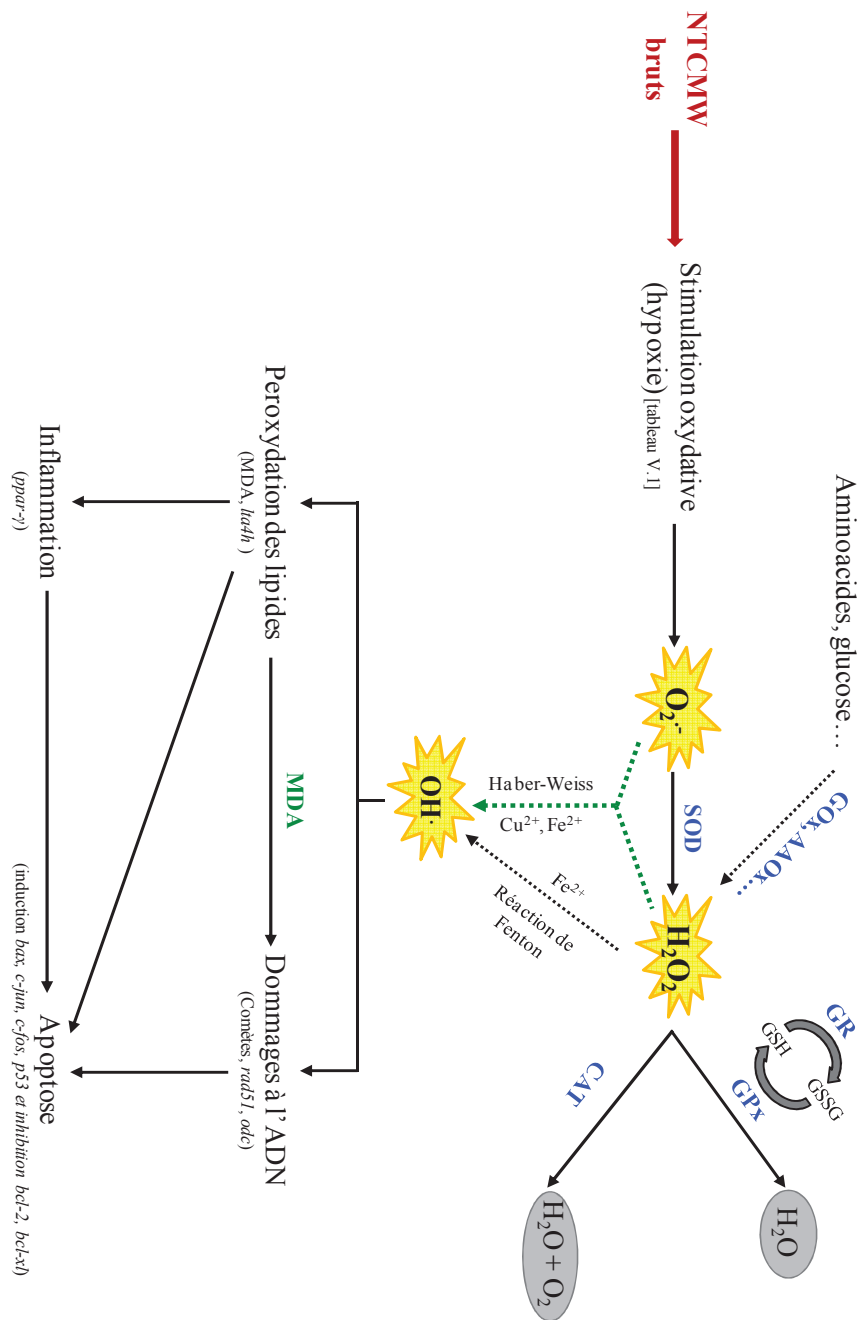 NTCMW
bruts
Stimulation oxydative
(hypoxie) [tableau V.1]
Aminoacides, glucose…
GOx, AAOx…
O₂·⁻
SOD
H₂O₂
GR
GSH
GSSG
GPx
CAT
H₂O
H₂O + O₂
Haber-Weiss
Cu²⁺, Fe²⁺
Fe²⁺
Réaction de
Fenton
OH·
Peroxydation des lipides
(MDA, lta4h )
MDA
Dommages à l’ ADN
(Comètes, rad51, odc)
Inflammation
(ppar-γ)
Apoptose
(induction bax, c-jun, c-fos, p53 et inhibition bcl-2, bcl-xl)